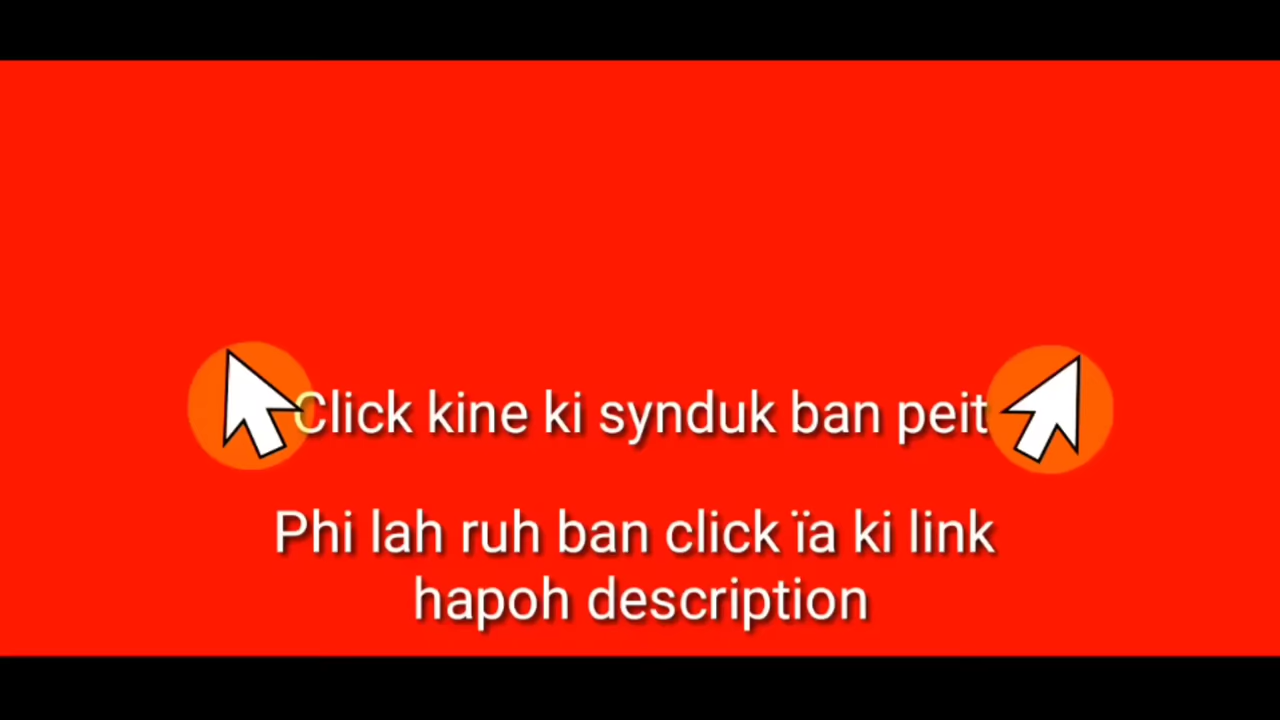 Click kine ki synduk ban peit
Phi lah ruh ban click ïa ki link
hapoh description